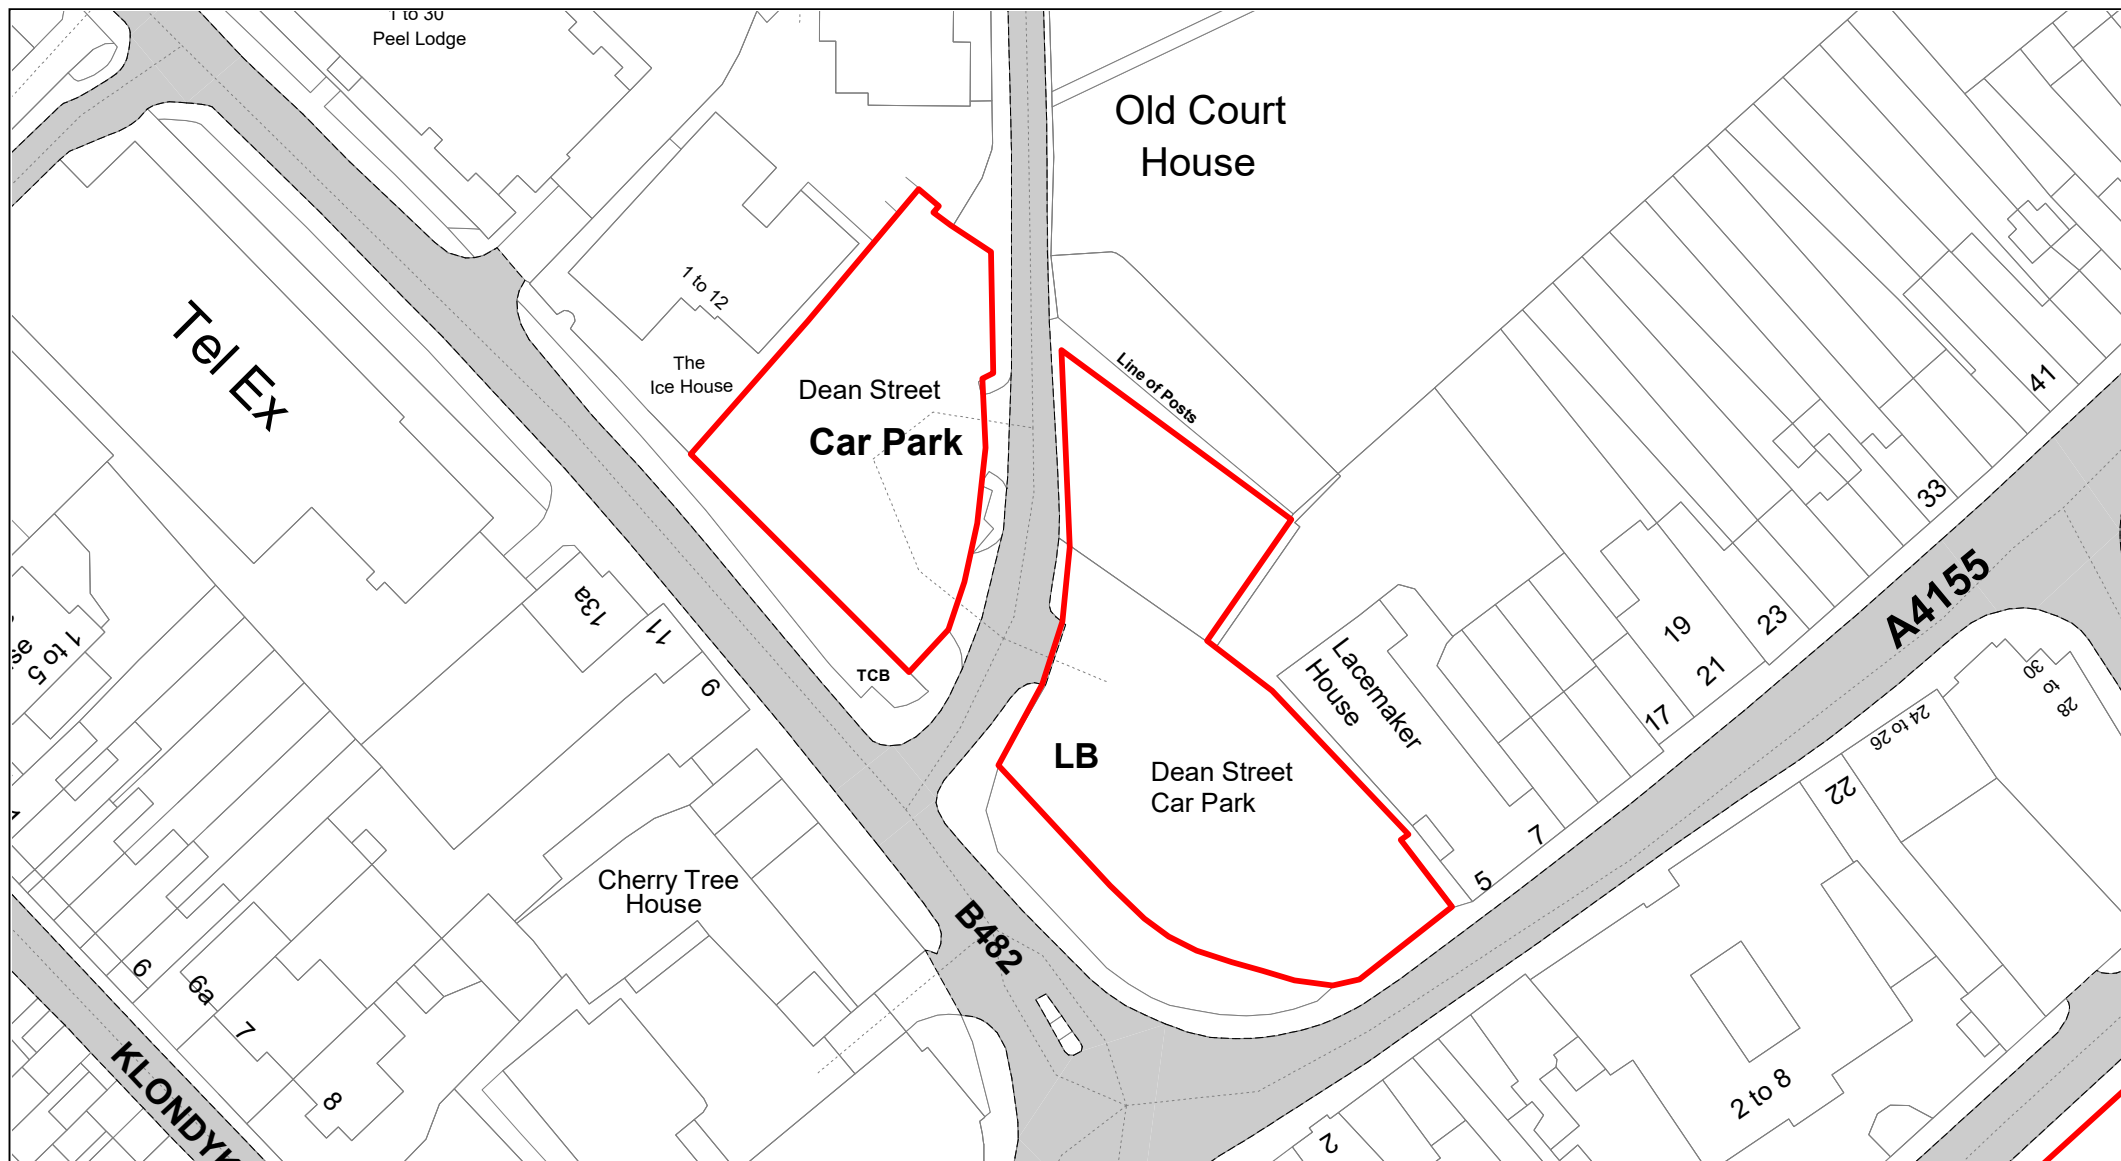 1 to 30
Peel Lodge
Old Court
House
Tel Ex
1 to 12
The
Ice House
Dean Street
Car Park
Line of Posts
41
33
A4155
13a
11
9
1 to 5
TCB
Lacemaker
House
19
23
21
17
30
to
28
24 to 26
22
LB
Dean Street
Car Park
7
5
Cherry Tree
House
B482
9
6a
7
8
KLONDYK
2 to 8
2